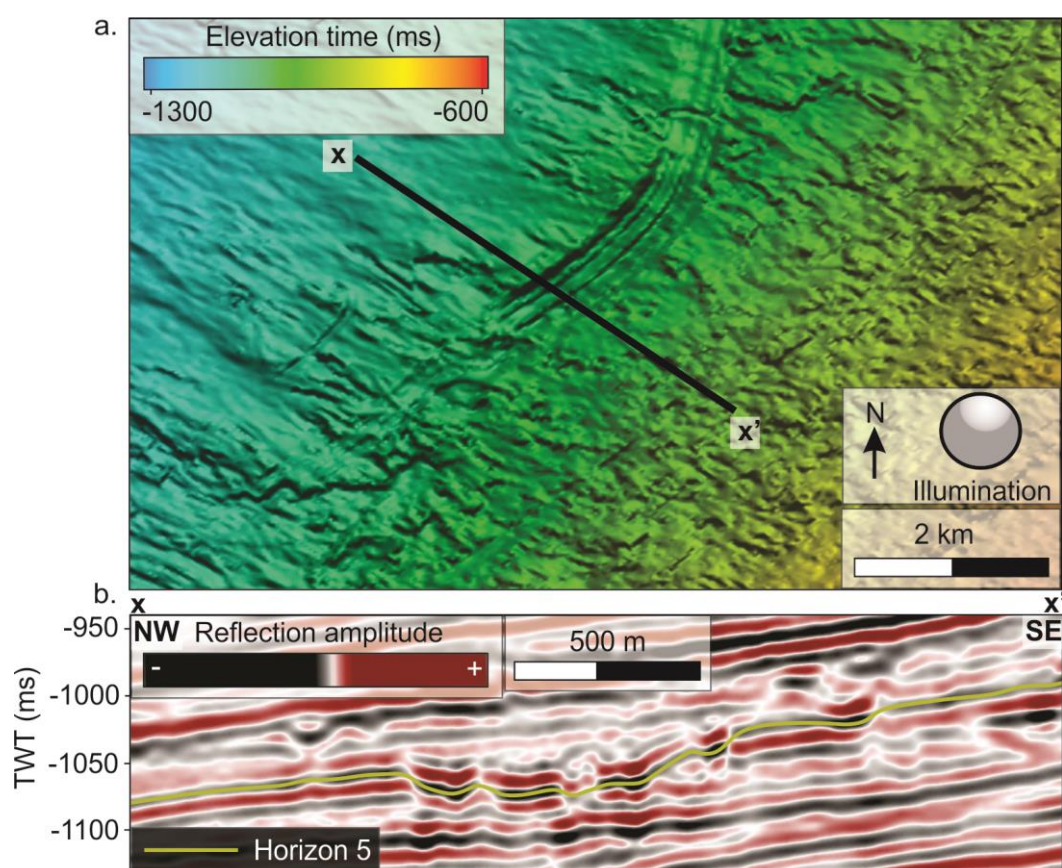 a.
Elevation time (ms)
-1300 -600
x
x'
N
Illumination
2 km
b.
x x'
-950
NW Reflection amplitude 500 m SE
- +
-1000
TWT (ms)
-1050
-1100
Horizon 5